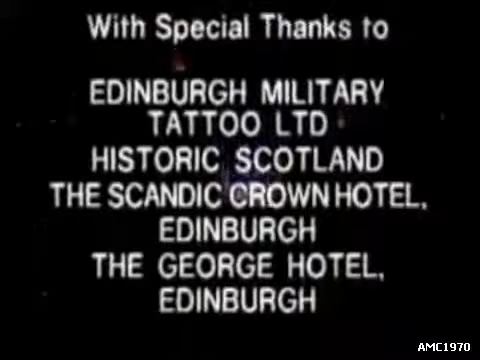 With Special Thanks to
EDINBURGH MILITARY
TATTOO LTD
HISTORIC SCOTLAND
THE SCANDIC CROWN HOTEL,
EDINBURGH
THE GEORGE HOTEL,
EDINBURGH
AMC1970